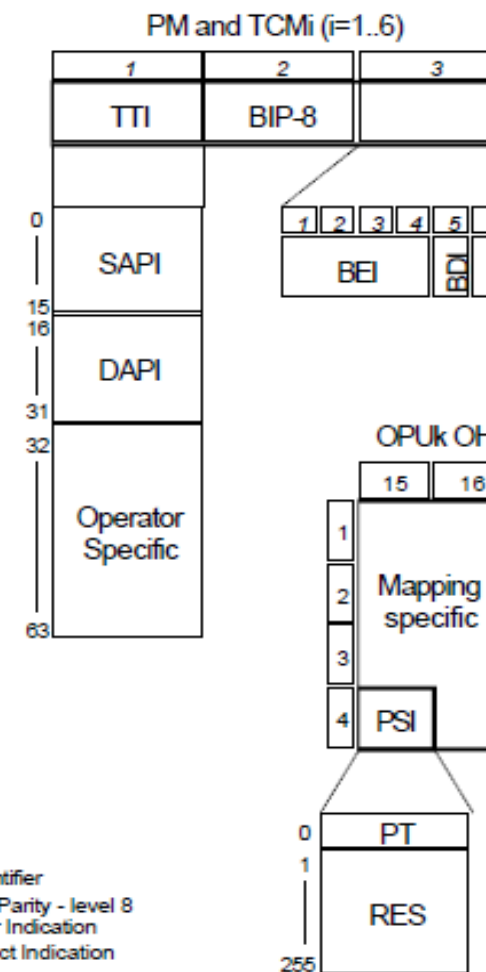 PM and TCMi (i=1..6)
1 2 3
TTI BIP-8
1 2 3 4 5
BEI BDI
0
SAPI
15
16
DAPI
31
32
Operator
Specific
63
OPUk OH
15 16
1
2
3
4
Mapping
specific
PSI
0 PT
1
RES
255
ntifier
Parity - level 8
r Indication
ct Indication